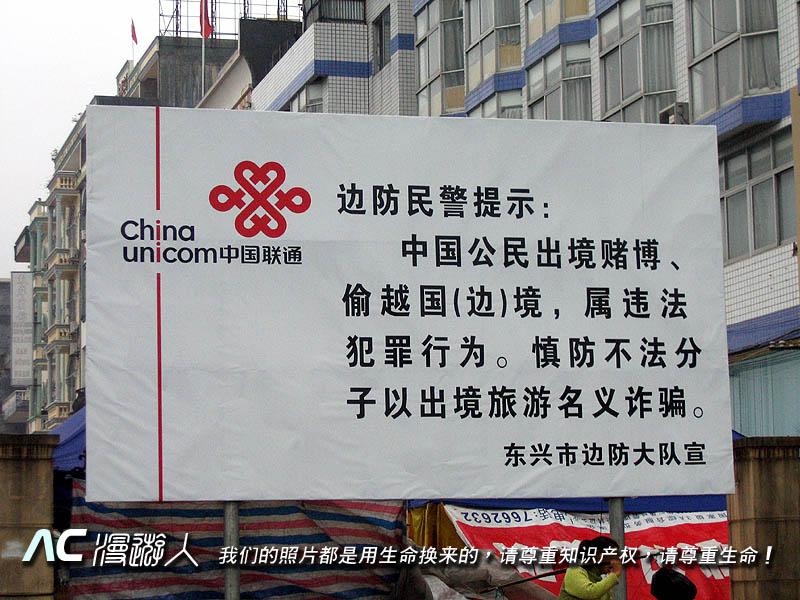 China
unicom中国联通
边防民警提示:
中国公民出境赌博、
偷越国(边)境，属违法
犯罪行为。慎防不法分
子以出境旅游名义诈骗。
东兴市边防大队宣
电话:7662632
AC 漫游人 我们的照片都是用生命换来的，请尊重知识产权，请尊重生命！